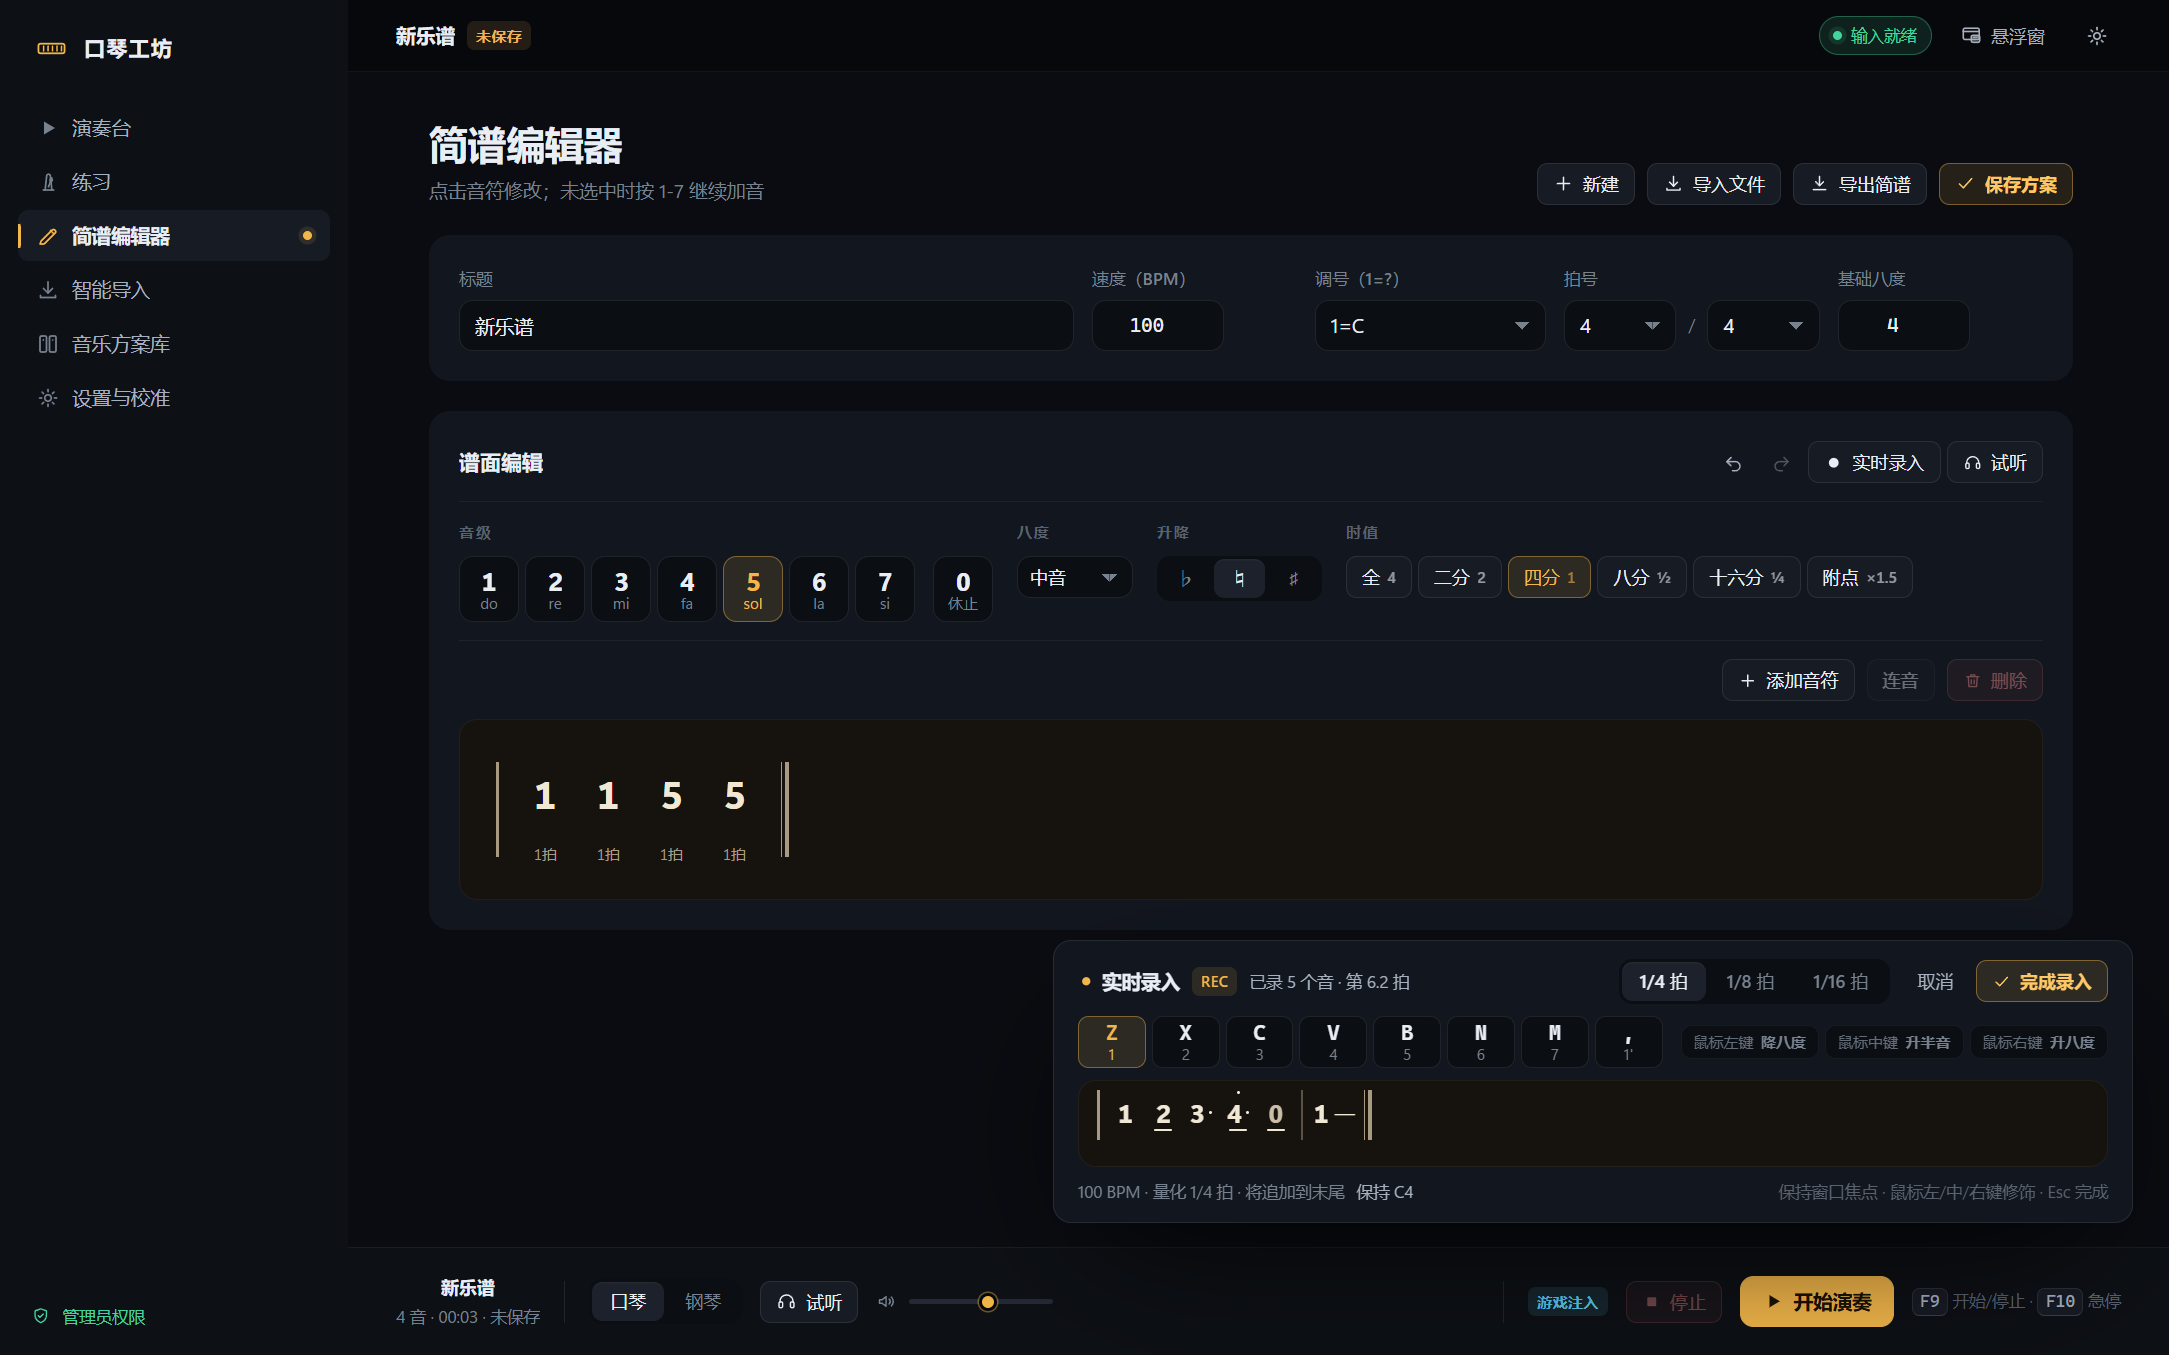 口琴工坊
演奏台
练习
简谱编辑器
智能导入
音乐方案库
设置与校准
管理员权限
新乐谱 未保存
输入就绪 悬浮窗
简谱编辑器
点击音符修改；未选中时按 1-7 继续加音
新建 导入文件 导出简谱 保存方案
标题 速度（BPM） 调号（1=?） 拍号 基础八度
新乐谱 100 1=C 4 / 4 4
谱面编辑
实时录入 试听
音级 八度 升降 时值
1 2 3 4 5 6 7 0
do re mi fa sol la si 休止
中音 ♭ ♮ ♯ 全 4 二分 2 四分 1 八分 ½ 十六分 ¼ 附点 ×1.5
添加音符 连音 删除
1 1 5 5
1拍 1拍 1拍 1拍
实时录入 REC 已录 5 个音 · 第 6.2 拍 1/4 拍 1/8 拍 1/16 拍 取消 完成录入
Z X C V B N M ,
1 2 3 4 5 6 7 1'
鼠标左键 降八度 鼠标中键 升半音 鼠标右键 升八度
1 2 3· 4· 0 1 —
100 BPM · 量化 1/4 拍 · 将追加到末尾 保持 C4
保持窗口焦点 · 鼠标左/中/右键修饰 · Esc 完成
新乐谱
4 音 · 00:03 · 未保存
口琴 钢琴 试听
游戏注入 停止 开始演奏 F9 开始/停止 · F10 急停